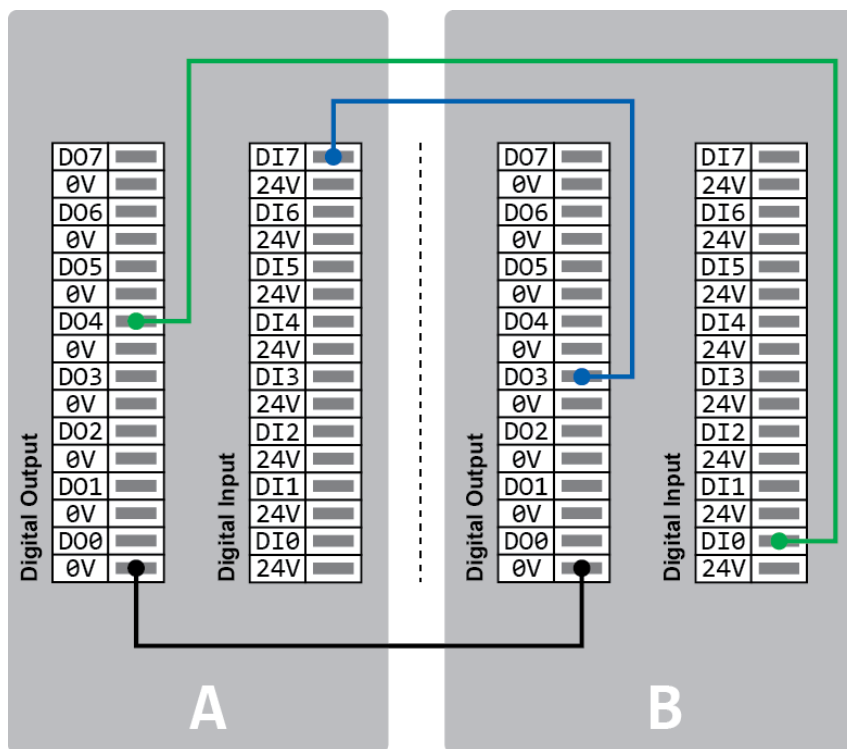 Digital Output
DO7
0V
DO6
0V
DO5
0V
DO4
0V
DO3
0V
DO2
0V
DO1
0V
DO0
0V
Digital Input
DI7
24V
DI6
24V
DI5
24V
DI4
24V
DI3
24V
DI2
24V
DI1
24V
DI0
24V
A
Digital Output
DO7
0V
DO6
0V
DO5
0V
DO4
0V
DO3
0V
DO2
0V
DO1
0V
DO0
0V
Digital Input
DI7
24V
DI6
24V
DI5
24V
DI4
24V
DI3
24V
DI2
24V
DI1
24V
DI0
24V
B